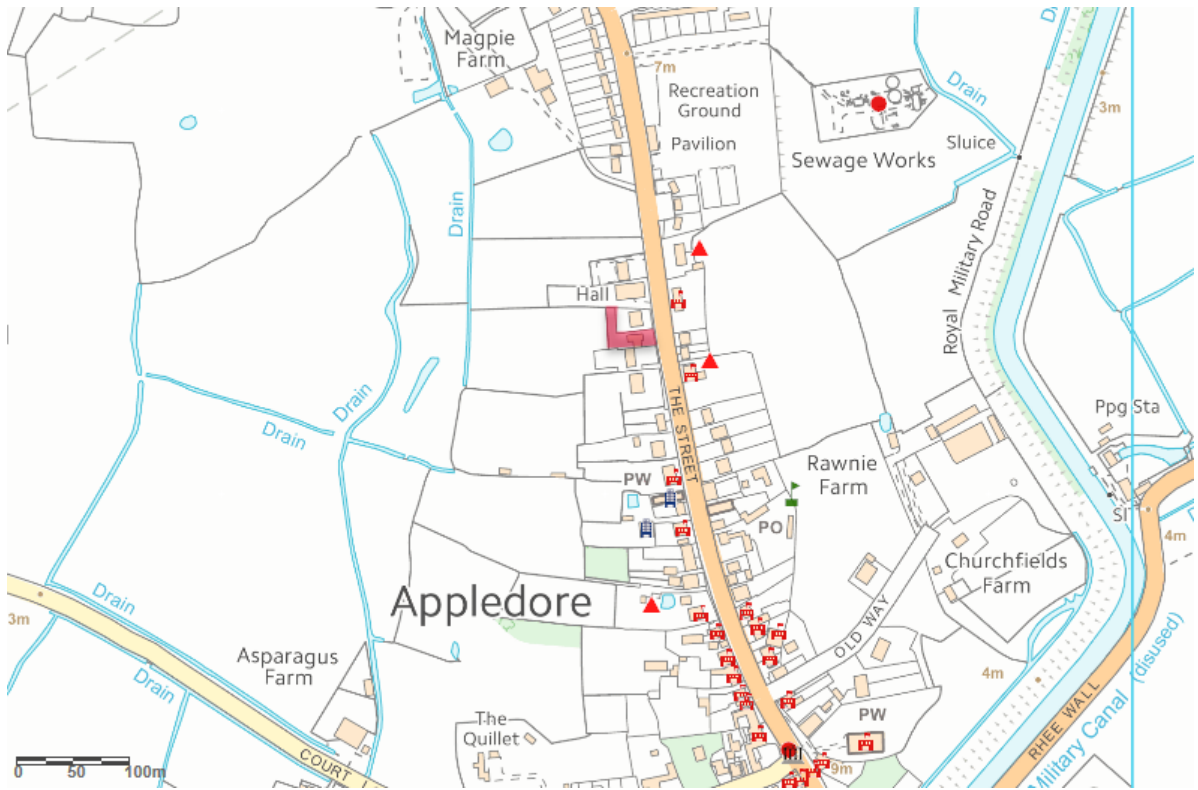 Magpie
Farm
7m
Recreation
Ground
Pavilion
Drain
Sewage Works
Sluice
Drain
3m
Drain
Royal Military Road
Hall
Drain
Drain
THE STREET
Ppg Sta
PW
Rawnie
Farm
PO
4m
Churchfields
Farm
Appledore
Drain
3m
OLD WAY
Asparagus
Farm
Drain
4m
The
Quillet
PW
RHEE WALL
Military Canal (disused)
COURT
9m
0 50 100m